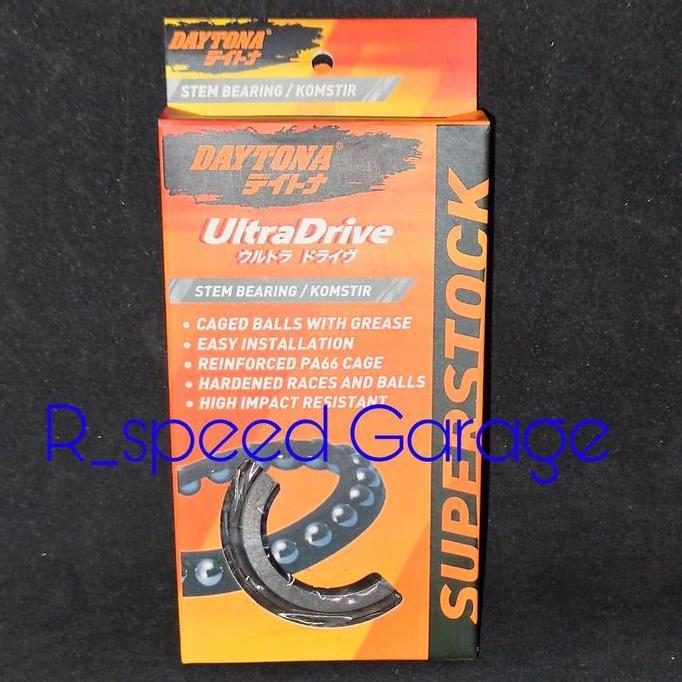 DAYTONA®
デイトナ
STEM BEARING / KOMSTIR
DAYTONA®
デイトナ
UltraDrive
ウルトラ ドライヴ
STEM BEARING / KOMSTIR
• CAGED BALLS WITH GREASE
• EASY INSTALLATION
• REINFORCED PA66 CAGE
• HARDENED RACES AND BALLS
• HIGH IMPACT RESISTANT
R_speed Garage
SUPERSTOCK